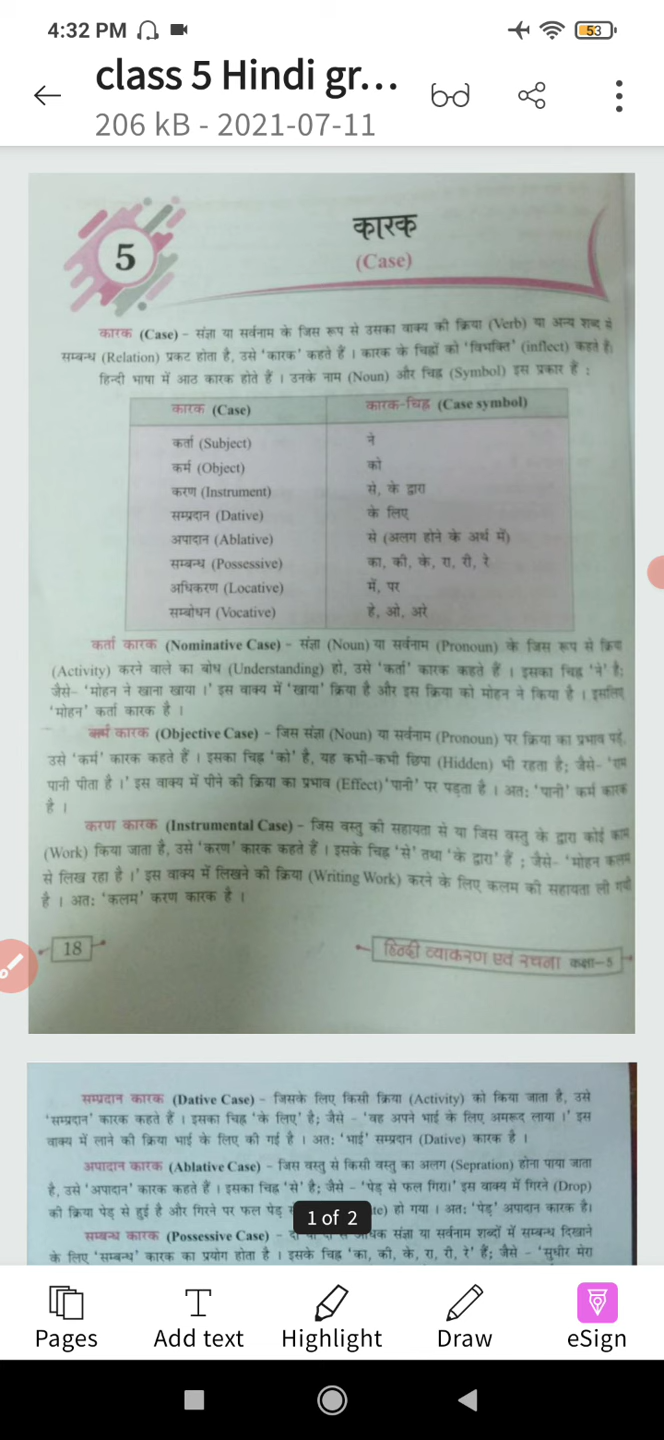 4:32 PM
53
class 5 Hindi gr...
206 kB - 2021-07-11
5
कारक
(Case)
कारक (Case) – संज्ञा या सर्वनाम के जिस रूप से उसका वाक्य की क्रिया (Verb) या अन्य शब्द से
सम्बन्ध (Relation) प्रकट होता है, उसे 'कारक' कहते हैं । कारक के चिह्नों को 'विभक्ति' (inflect) कहते हैं।
हिन्दी भाषा में आठ कारक होते हैं । उनके नाम (Noun) और चिह्न (Symbol) इस प्रकार हैं :
कारक (Case) कारक-चिह्न (Case symbol)
कर्ता (Subject) ने
कर्म (Object) को
करण (Instrument) से, के द्वारा
सम्प्रदान (Dative) के लिए
अपादान (Ablative) से (अलग होने के अर्थ में)
सम्बन्ध (Possessive) का, की, के, रा, री, रे
अधिकरण (Locative) में, पर
सम्बोधन (Vocative) हे, ओ, अरे
कर्ता कारक (Nominative Case) – संज्ञा (Noun) या सर्वनाम (Pronoun) के जिस रूप से
(Activity) करने वाले का बोध (Understanding) हो, उसे 'कर्ता' कारक कहते हैं । इसका चिह्न 'ने' है;
जैसे– 'मोहन ने खाना खाया ।' इस वाक्य में 'खाया' क्रिया है और इस क्रिया को मोहन ने किया है । इसलिए
'मोहन' कर्ता कारक है ।
कर्म कारक (Objective Case) – जिस संज्ञा (Noun) या सर्वनाम (Pronoun) पर क्रिया का प्रभाव पड़े,
उसे 'कर्म' कारक कहते हैं । इसका चिह्न 'को' है, यह कभी-कभी छिपा (Hidden) भी रहता है; जैसे– 'राम
पानी पीता है ।' इस वाक्य में पीने की क्रिया का प्रभाव (Effect) 'पानी' पर पड़ता है । अत: 'पानी' कर्म कारक
है ।
करण कारक (Instrumental Case) – जिस वस्तु की सहायता से या जिस वस्तु के द्वारा कोई काम
(Work) किया जाता है, उसे 'करण' कारक कहते हैं । इसके चिह्न 'से' तथा 'के द्वारा' हैं ; जैसे– 'मोहन कलम
से लिख रहा है ।' इस वाक्य में लिखने की क्रिया (Writing Work) करने के लिए कलम की सहायता ली गयी
है । अत: 'कलम' करण कारक है ।
18
हिन्दी व्याकरण एवं रचना कक्षा–5
सम्प्रदान कारक (Dative Case) – जिसके लिए किसी क्रिया (Activity) को किया जाता है, उसे
'सम्प्रदान' कारक कहते हैं । इसका चिह्न 'के लिए' है; जैसे – 'वह अपने भाई के लिए अमरूद लाया ।' इस
वाक्य में लाने की क्रिया भाई के लिए की गई है । अत: 'भाई' सम्प्रदान (Dative) कारक है ।
अपादान कारक (Ablative Case) – जिस वस्तु से किसी वस्तु का अलग (Sepration) होना पाया जाता
है, उसे 'अपादान' कारक कहते हैं । इसका चिह्न 'से' है; जैसे – 'पेड़ से फल गिरा।' इस वाक्य में गिरने (Drop)
की क्रिया पेड़ से हुई है और गिरने पर फल पेड़ हो गया । अत: 'पेड़' अपादान कारक है।
1 of 2
सम्बन्ध कारक (Possessive Case) – संज्ञा या सर्वनाम शब्दों में सम्बन्ध दिखाने
के लिए 'सम्बन्ध' कारक का प्रयोग होता है । इसके चिह्न 'का, की, के, रा, री, रे' हैं; जैसे – 'सुधीर मेरा
Pages Add text Highlight Draw eSign